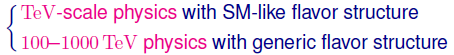 TeV-scale physics with SM-like flavor structure
100–1000 TeV physics with generic flavor structure